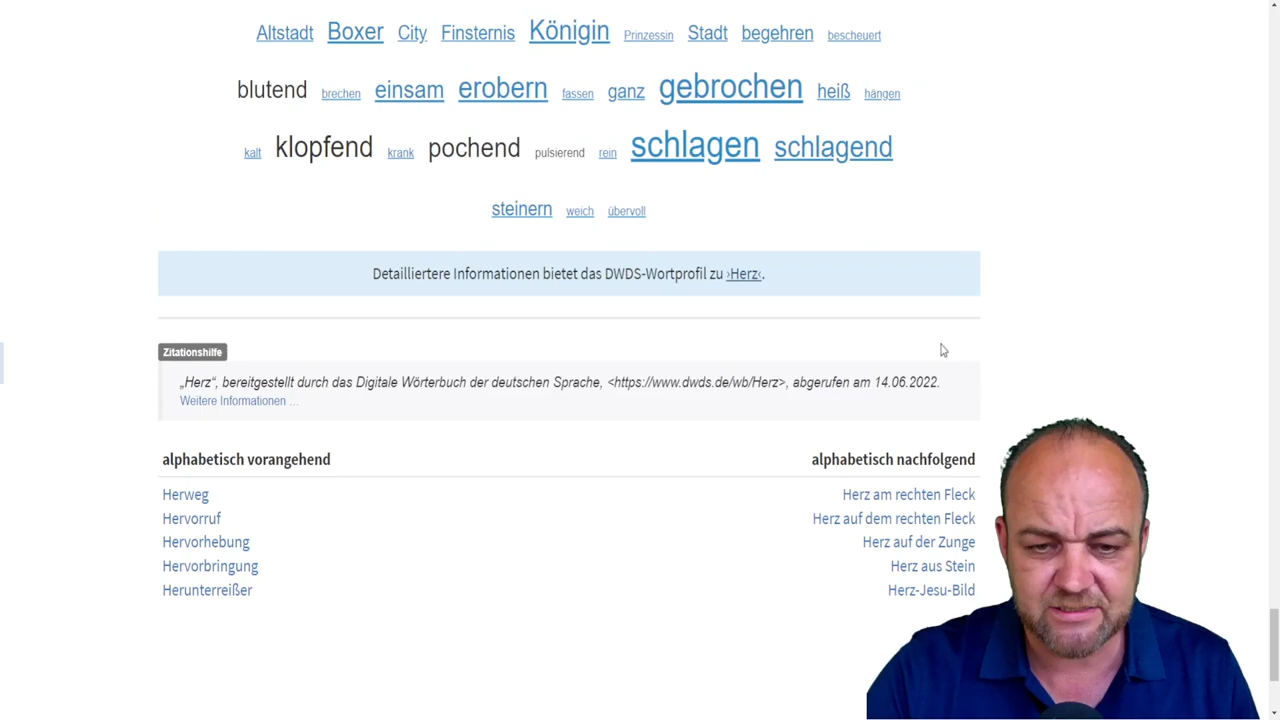 Altstadt Boxer City Finsternis Königin Prinzessin Stadt begehren bescheuert
blutend brechen einsam erobern fassen ganz gebrochen heiß hängen
kalt klopfend krank pochend pulsierend rein schlagen schlagend
steinern weich übervoll
Detailliertere Informationen bietet das DWDS-Wortprofil zu ›Herz‹.
Zitationshilfe
„Herz“, bereitgestellt durch das Digitale Wörterbuch der deutschen Sprache, <https://www.dwds.de/wb/Herz>, abgerufen am 14.06.2022.
Weitere Informationen …
alphabetisch vorangehend
Herweg
Hervorruf
Hervorhebung
Hervorbringung
Herunterreißer
alphabetisch nachfolgend
Herz am rechten Fleck
Herz auf dem rechten Fleck
Herz auf der Zunge
Herz aus Stein
Herz-Jesu-Bild